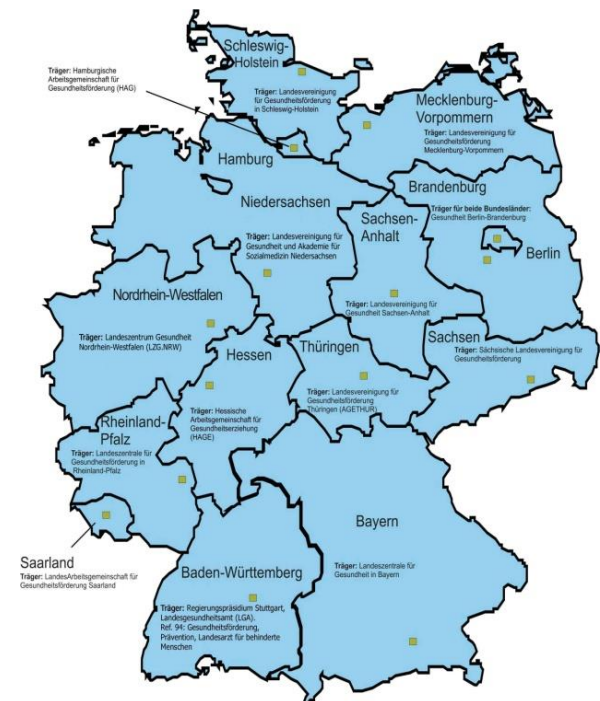 Schleswig-
Holstein
Träger: Landesvereinigung
für Gesundheitsförderung
in Schleswig-Holstein
Träger: Hamburgische
Arbeitsgemeinschaft für
Gesundheitsförderung (HAG)
Mecklenburg-
Vorpommern
Träger: Landesvereinigung für
Gesundheitsförderung
Mecklenburg-Vorpommern
Hamburg
Brandenburg
Träger für beide Bundesländer:
Gesundheit Berlin-Brandenburg
Berlin
Niedersachsen
Träger: Landesvereinigung für
Gesundheit und Akademie für
Sozialmedizin Niedersachsen
Sachsen-
Anhalt
Träger: Landesvereinigung für
Gesundheit Sachsen-Anhalt
Nordrhein-Westfalen
Träger: Landeszentrum Gesundheit
Nordrhein-Westfalen (LZG.NRW)
Hessen
Träger: Hessische
Arbeitsgemeinschaft für
Gesundheitserziehung
(HAGE)
Thüringen
Träger: Landesvereinigung für
Gesundheitsförderung
Thüringen (AGETHUR)
Sachsen
Träger: Sächsische Landesvereinigung für
Gesundheitsförderung
Rheinland-
Pfalz
Träger: Landeszentrale für
Gesundheitsförderung in
Rheinland-Pfalz
Saarland
Träger: LandesArbeitsgemeinschaft für
Gesundheitsförderung Saarland
Baden-Württemberg
Träger: Regierungspräsidium Stuttgart,
Landesgesundheitsamt (LGA).
Ref. 94: Gesundheitsförderung,
Prävention, Landesarzt für behinderte
Menschen
Bayern
Träger: Landeszentrale für
Gesundheit in Bayern